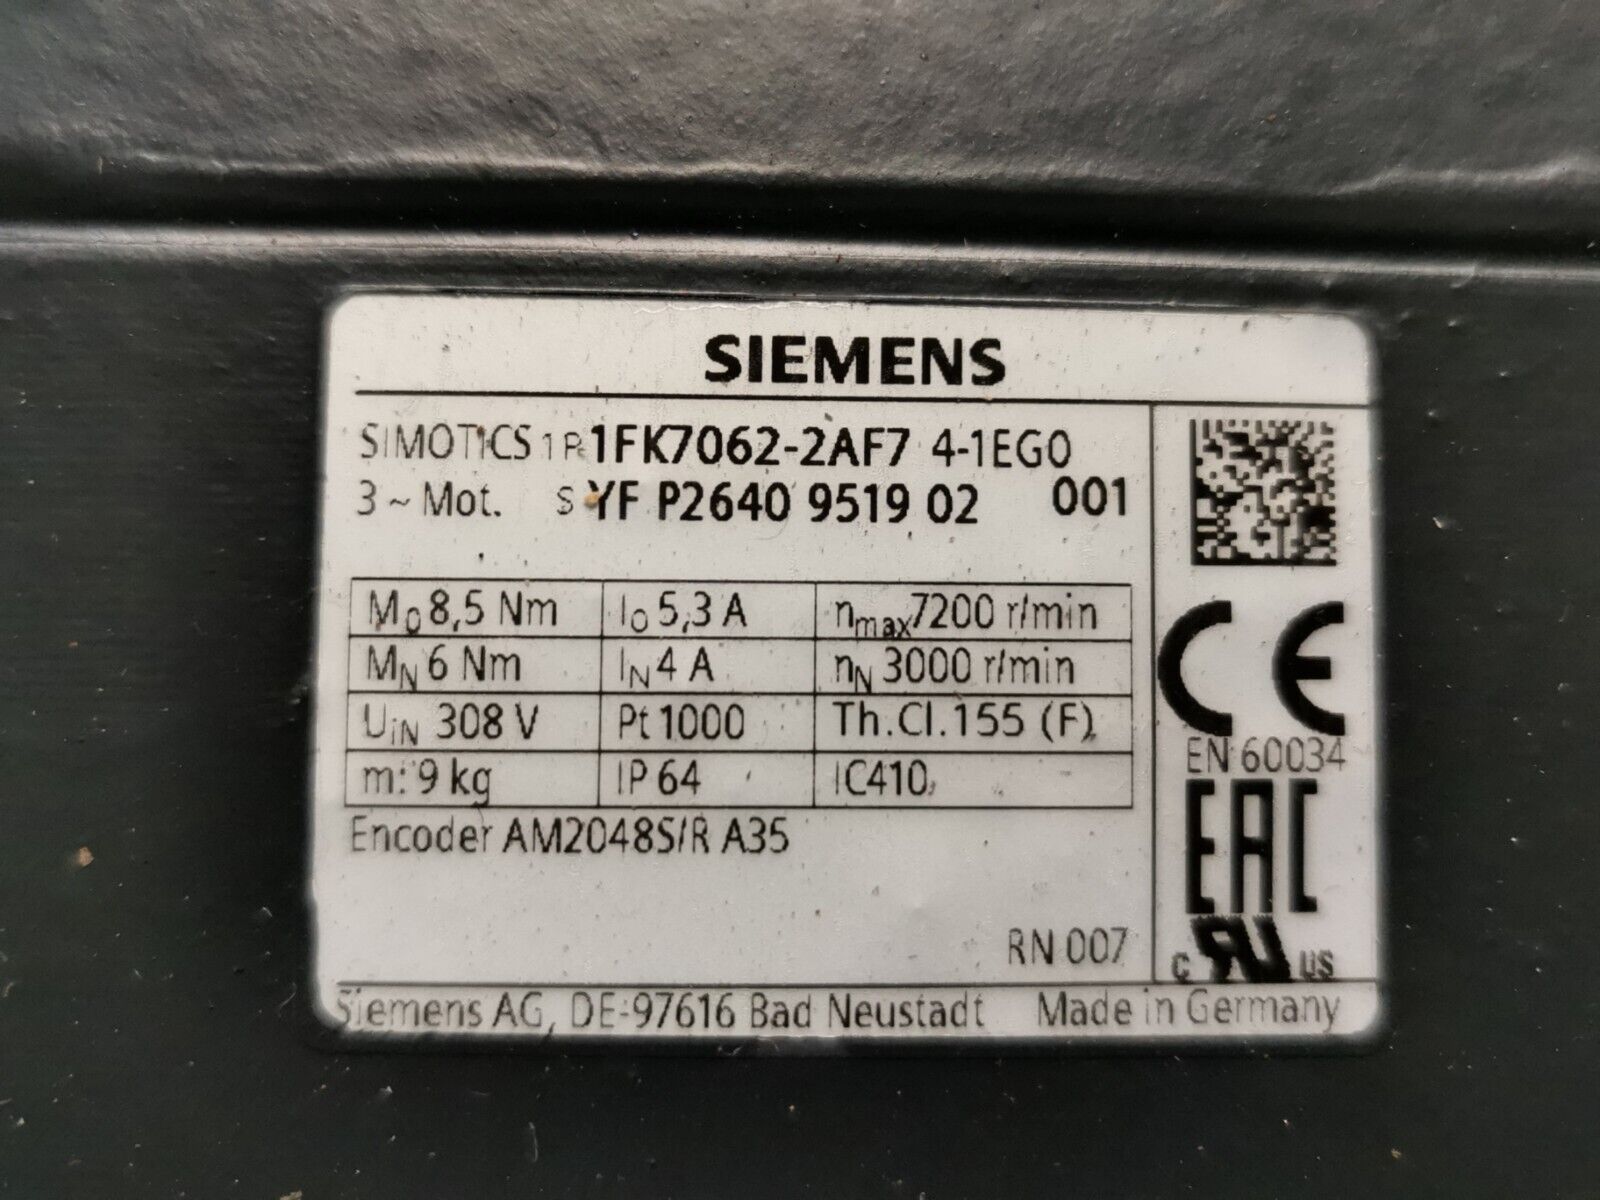 SIEMENS
SIMOTICS 1P 1FK7062-2AF7 4-1EG0
3 ~ Mot. S YF P2640 9519 02 001
M0 8,5 Nm I0 5,3 A nmax 7200 r/min
MN 6 Nm IN 4 A nN 3000 r/min
UiN 308 V Pt 1000 Th.Cl.155 (F)
m: 9 kg IP 64 IC410
Encoder AM2048S/R A35
CE
EN 60034
EAC
RN 007
c RU US
Siemens AG, DE-97616 Bad Neustadt Made in Germany